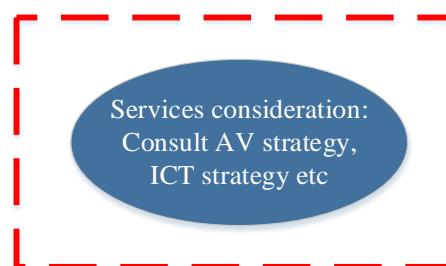 Services consideration:
Consult AV strategy,
ICT strategy etc